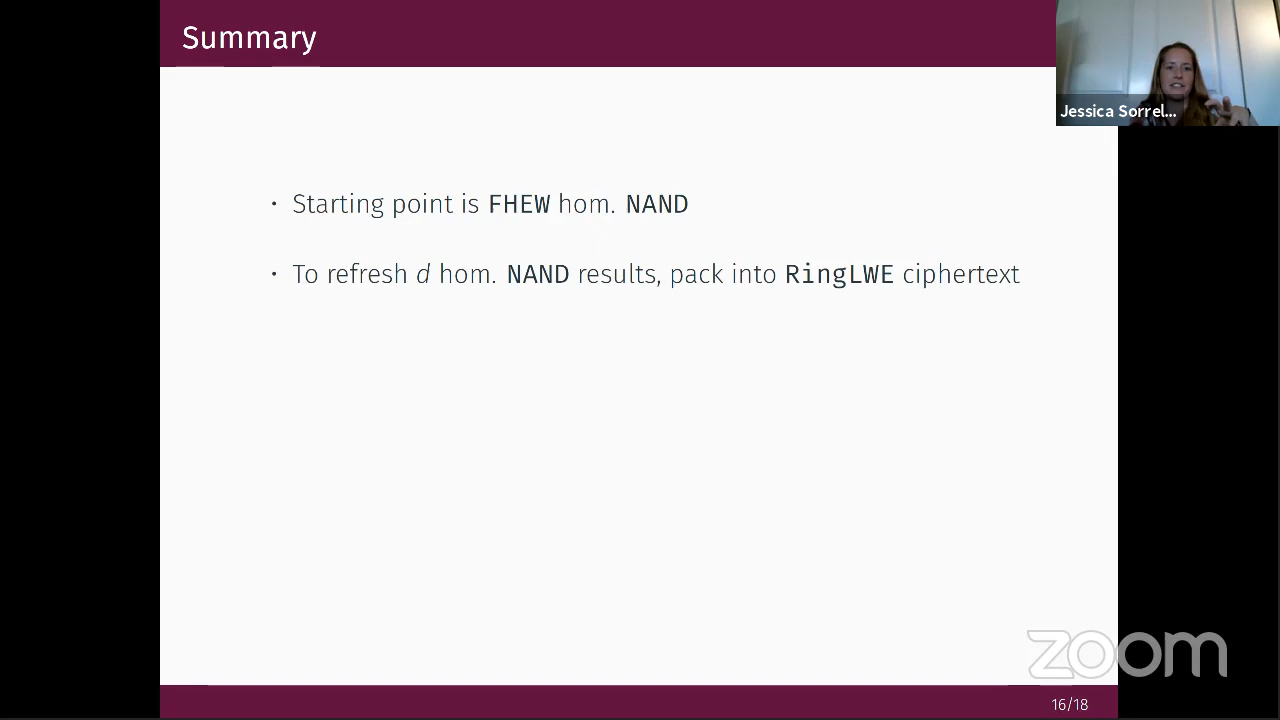 Summary
Jessica Sorrel...
• Starting point is FHEW hom. NAND
• To refresh d hom. NAND results, pack into RingLWE ciphertext
zoom
16/18